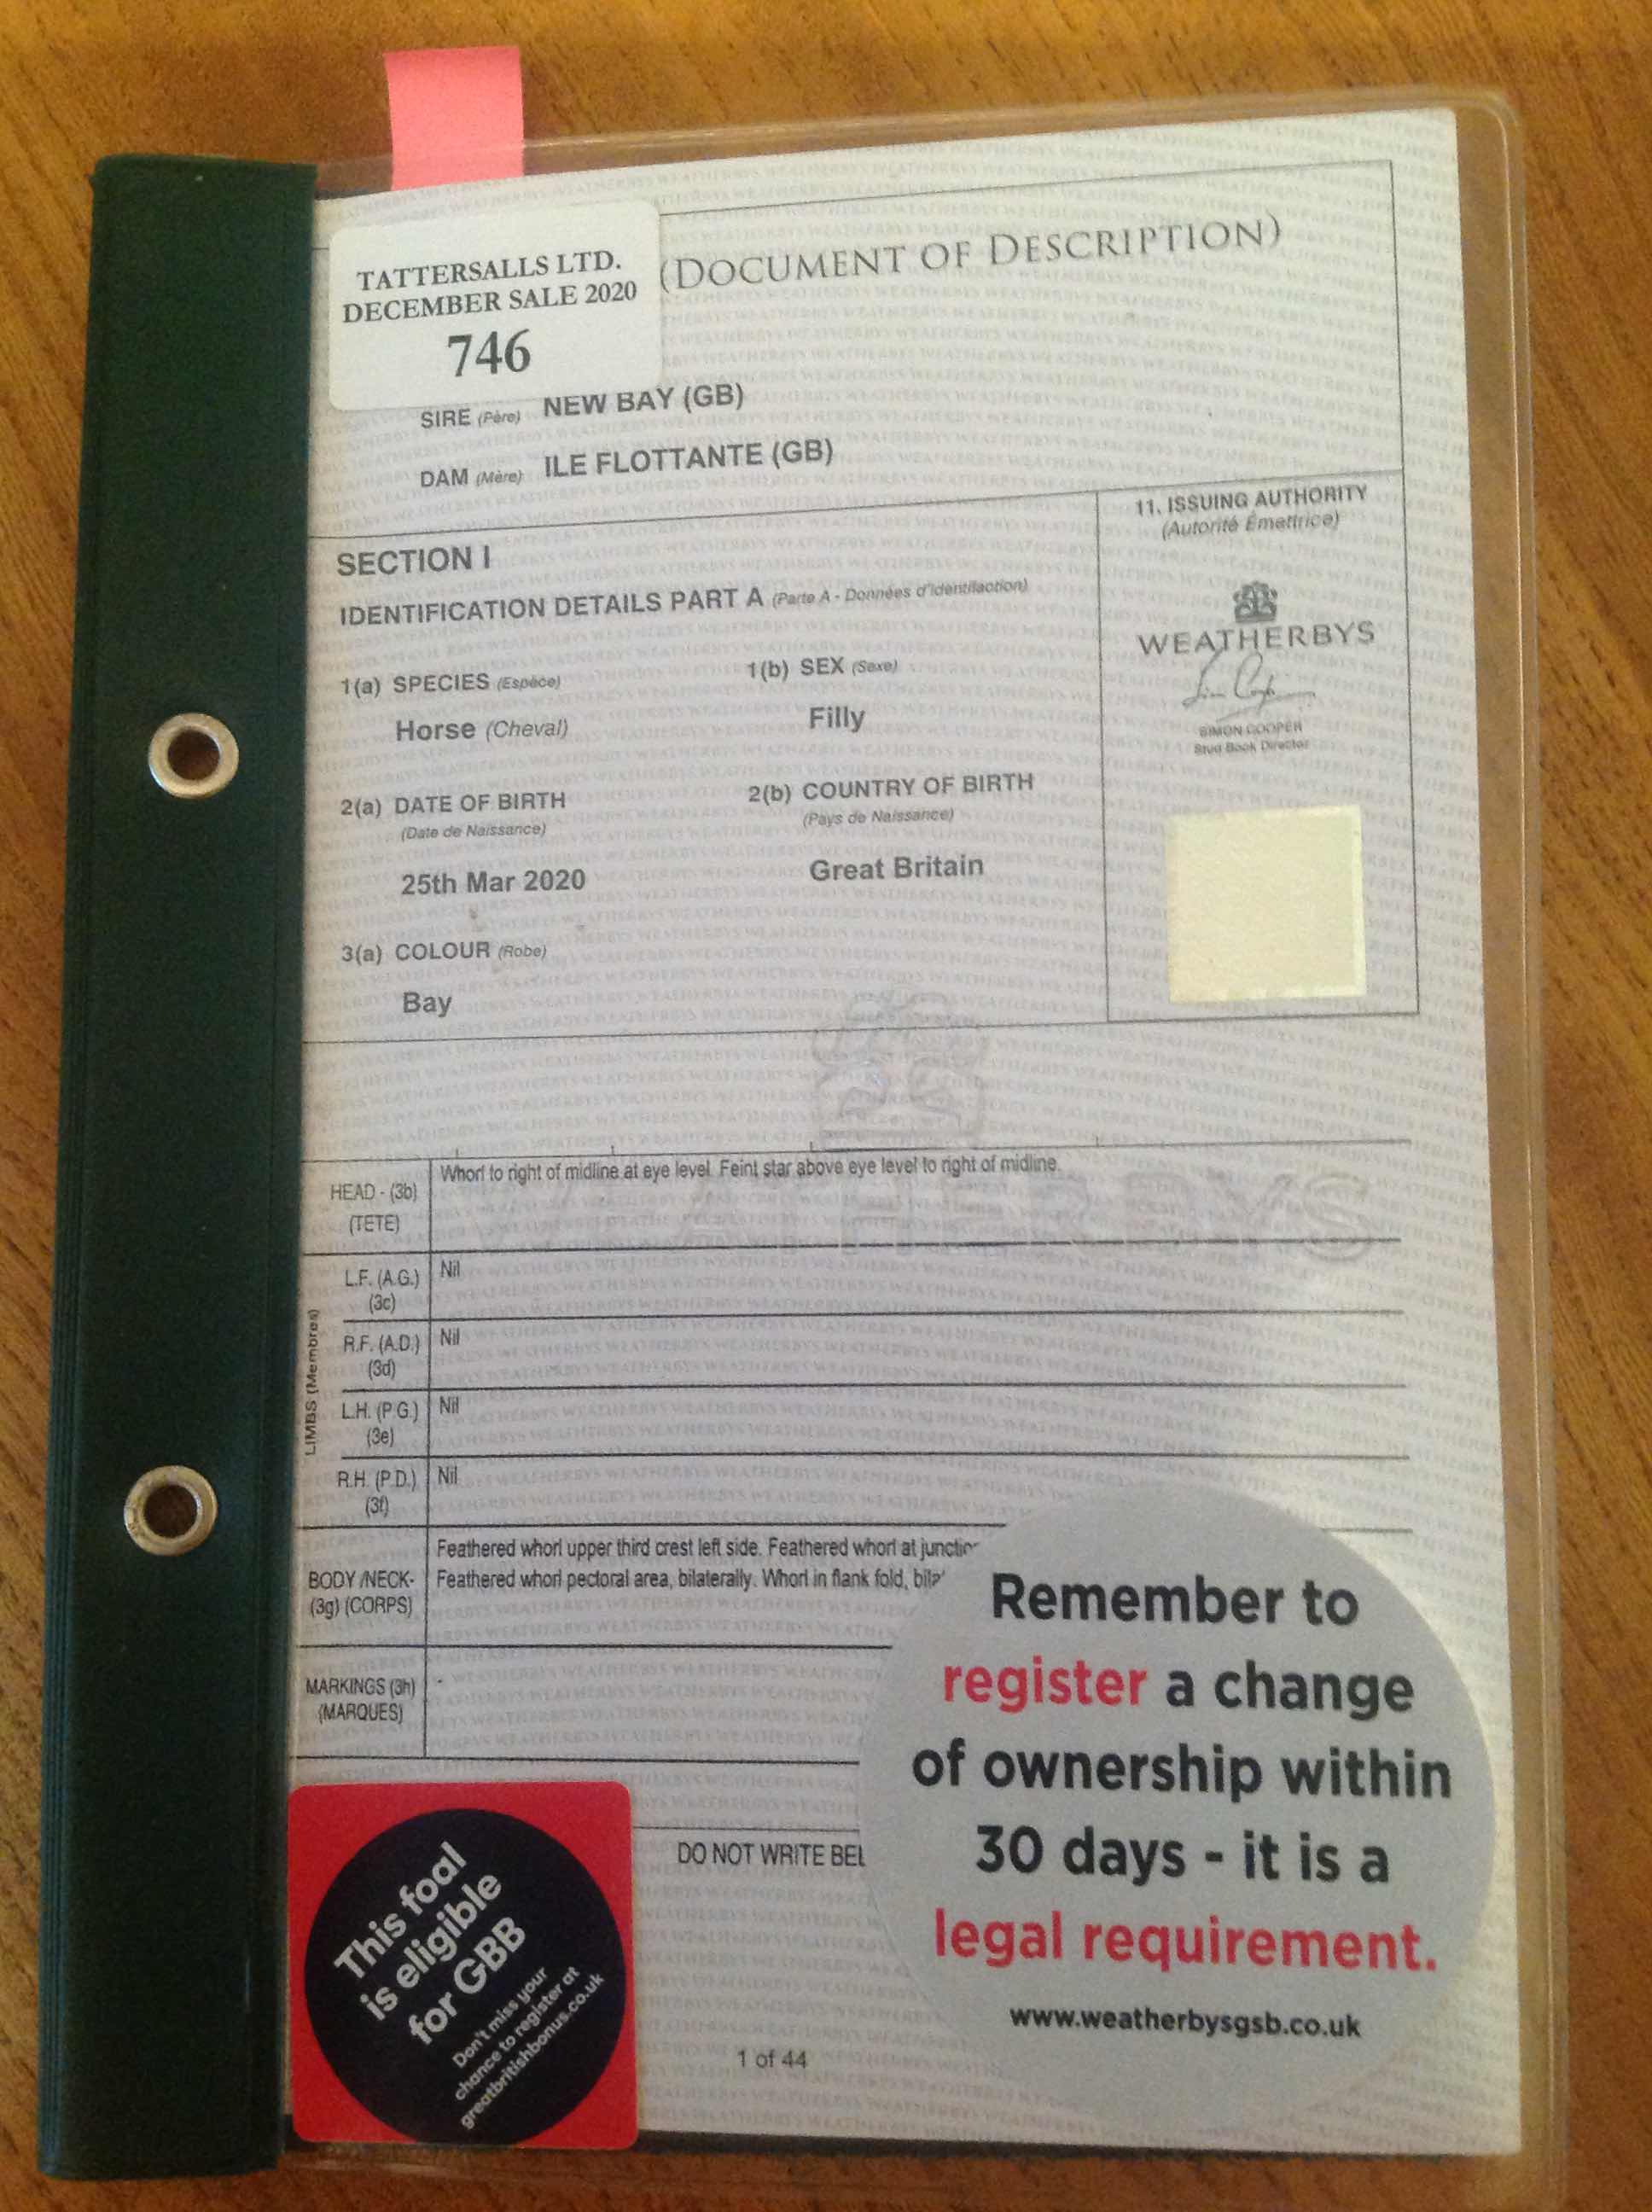 TATTERSALLS LTD.
DECEMBER SALE 2020
746
(DOCUMENT OF DESCRIPTION)
SIRE (Père) NEW BAY (GB)
DAM (Mère) ILE FLOTTANTE (GB)
SECTION I
IDENTIFICATION DETAILS PART A (Parte A - Données d'identifaction)
1(a) SPECIES (Espèce)
1(b) SEX (Sexe)
Horse (Cheval)
Filly
2(a) DATE OF BIRTH
(Date de Naissance)
2(b) COUNTRY OF BIRTH
(Pays de Naissance)
25th Mar 2020
Great Britain
3(a) COLOUR (Robe)
Bay
11. ISSUING AUTHORITY
(Autorité Émettrice)
WEATHERBYS
SIMON COOPER
Stud Book Director
HEAD - (3b)
(TETE)
Whorl to right of midline at eye level. Feint star above eye level to right of midline.
LIMBS (Membres)
L.F. (A.G.)
(3c)
Nil
R.F. (A.D.)
(3d)
Nil
L.H. (P.G.)
(3e)
Nil
R.H. (P.D.)
(3f)
Nil
BODY /NECK-
(3g) (CORPS)
Feathered whorl upper third crest left side. Feathered whorl at junctio
Feathered whorl pectoral area, bilaterally. Whorl in flank fold, bila
MARKINGS (3h)
(MARQUES)
-
DO NOT WRITE BEL
1 of 44
This foal
is eligible
for GBB
Don't miss your
chance to register at
greatbritishbonus.co.uk
Remember to
register a change
of ownership within
30 days - it is a
legal requirement.
www.weatherbysgsb.co.uk